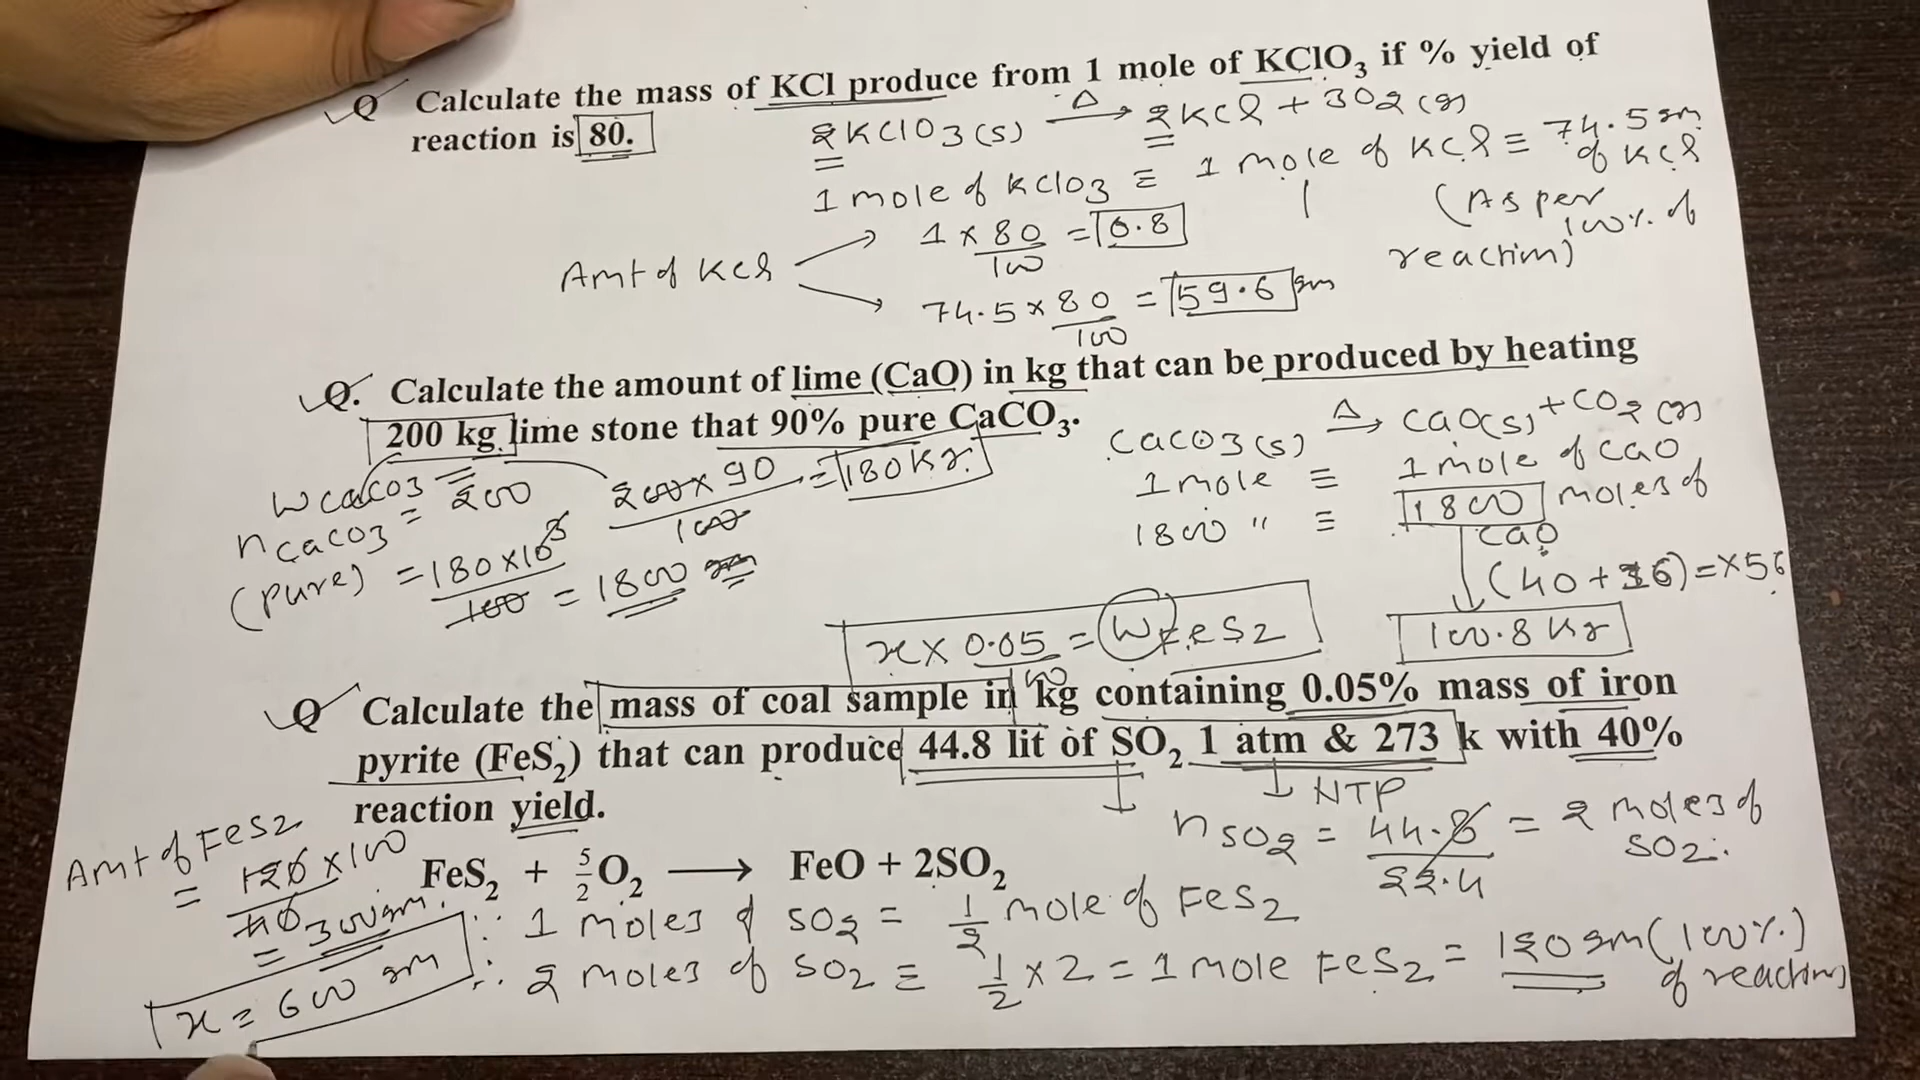 Q Calculate the mass of KCl produce from 1 mole of KClO3 if % yield of
reaction is 80.
2KClO3(s) Δ→ 2KCl + 3O2(g)
1 mole of KClO3 ≡ 1 mole of KCl ≡ 74.5 gm of KCl
(As per 100% of reaction)
Amt of KCl
1 × 80/100 = 0.8
74.5 × 80/100 = 59.6 gm
Q. Calculate the amount of lime (CaO) in kg that can be produced by heating
200 kg lime stone that 90% pure CaCO3.
CaCO3(s) Δ→ CaO(s) + CO2(g)
1 mole ≡ 1 mole of CaO
1800 " ≡ 1800 moles of CaO
(40+16) = ×56
100.8 Kg
WCaCO3 = 200
200 × 90/100 = 180 Kg.
nCaCO3 (pure) = 180×10³/100 = 1800 gm
x × 0.05/100 = WFeS2
Q Calculate the mass of coal sample in kg containing 0.05% mass of iron
pyrite (FeS2) that can produce 44.8 lit of SO2 1 atm & 273 k with 40%
reaction yield.
↓ NTP
nSO2 = 44.8/22.4 = 2 moles of SO2.
FeS2 + 5/2 O2 → FeO + 2SO2
∵ 1 moles of SO2 = 1/2 mole of FeS2
∴ 2 moles of SO2 ≡ 1/2 × 2 = 1 mole FeS2 = 120 gm (100%) of reaction
Amt of FeS2
= 120 × 100/40
= 300 gm.
x = 600 gm